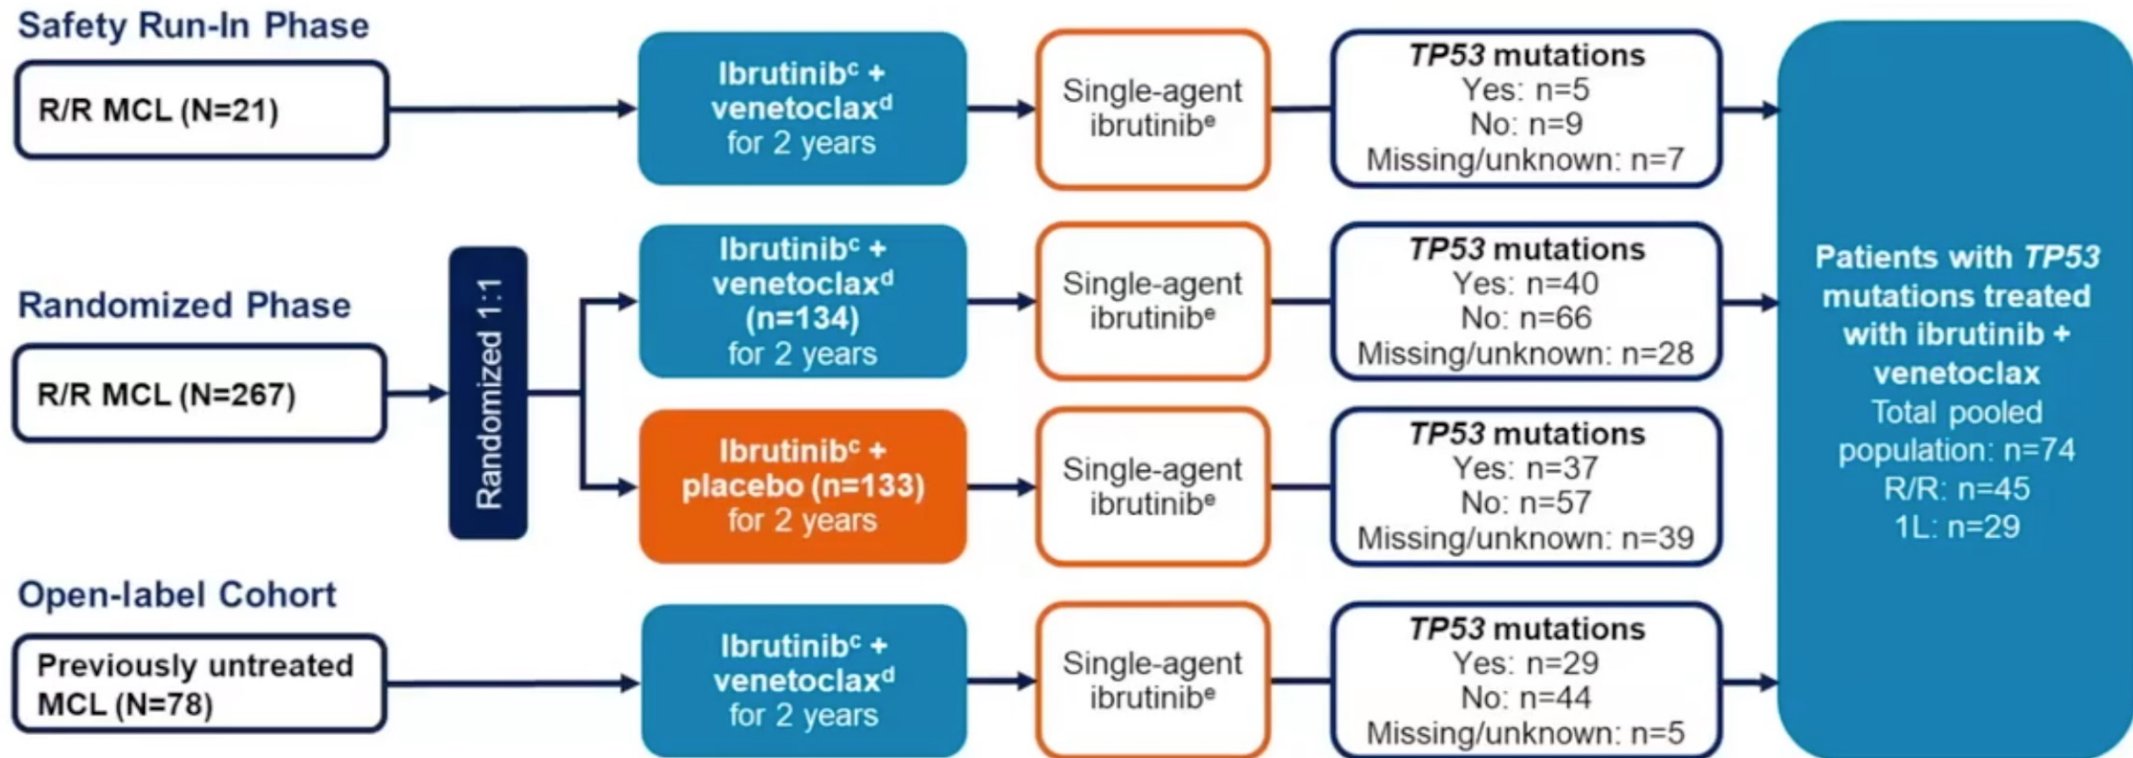 Safety Run-In Phase
R/R MCL (N=21)
Ibrutinibᶜ +
venetoclaxᵈ
for 2 years
Single-agent
ibrutinibᵉ
TP53 mutations
Yes: n=5
No: n=9
Missing/unknown: n=7
Randomized Phase
R/R MCL (N=267)
Randomized 1:1
Ibrutinibᶜ +
venetoclaxᵈ
(n=134)
for 2 years
Single-agent
ibrutinibᵉ
TP53 mutations
Yes: n=40
No: n=66
Missing/unknown: n=28
Ibrutinibᶜ +
placebo (n=133)
for 2 years
Single-agent
ibrutinibᵉ
TP53 mutations
Yes: n=37
No: n=57
Missing/unknown: n=39
Open-label Cohort
Previously untreated
MCL (N=78)
Ibrutinibᶜ +
venetoclaxᵈ
for 2 years
Single-agent
ibrutinibᵉ
TP53 mutations
Yes: n=29
No: n=44
Missing/unknown: n=5
Patients with TP53
mutations treated
with ibrutinib +
venetoclax
Total pooled
population: n=74
R/R: n=45
1L: n=29